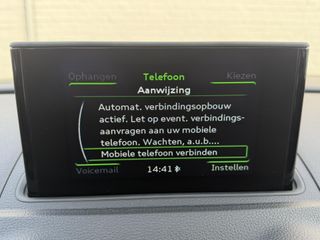 Ophangen Telefoon Kiezen
Aanwijzing
Automat. verbindingsopbouw
actief. Let op event. verbindings-
aanvragen aan uw mobiele
telefoon. Wachten, a.u.b....
Mobiele telefoon verbinden
Voicemail 14:41 Instellen